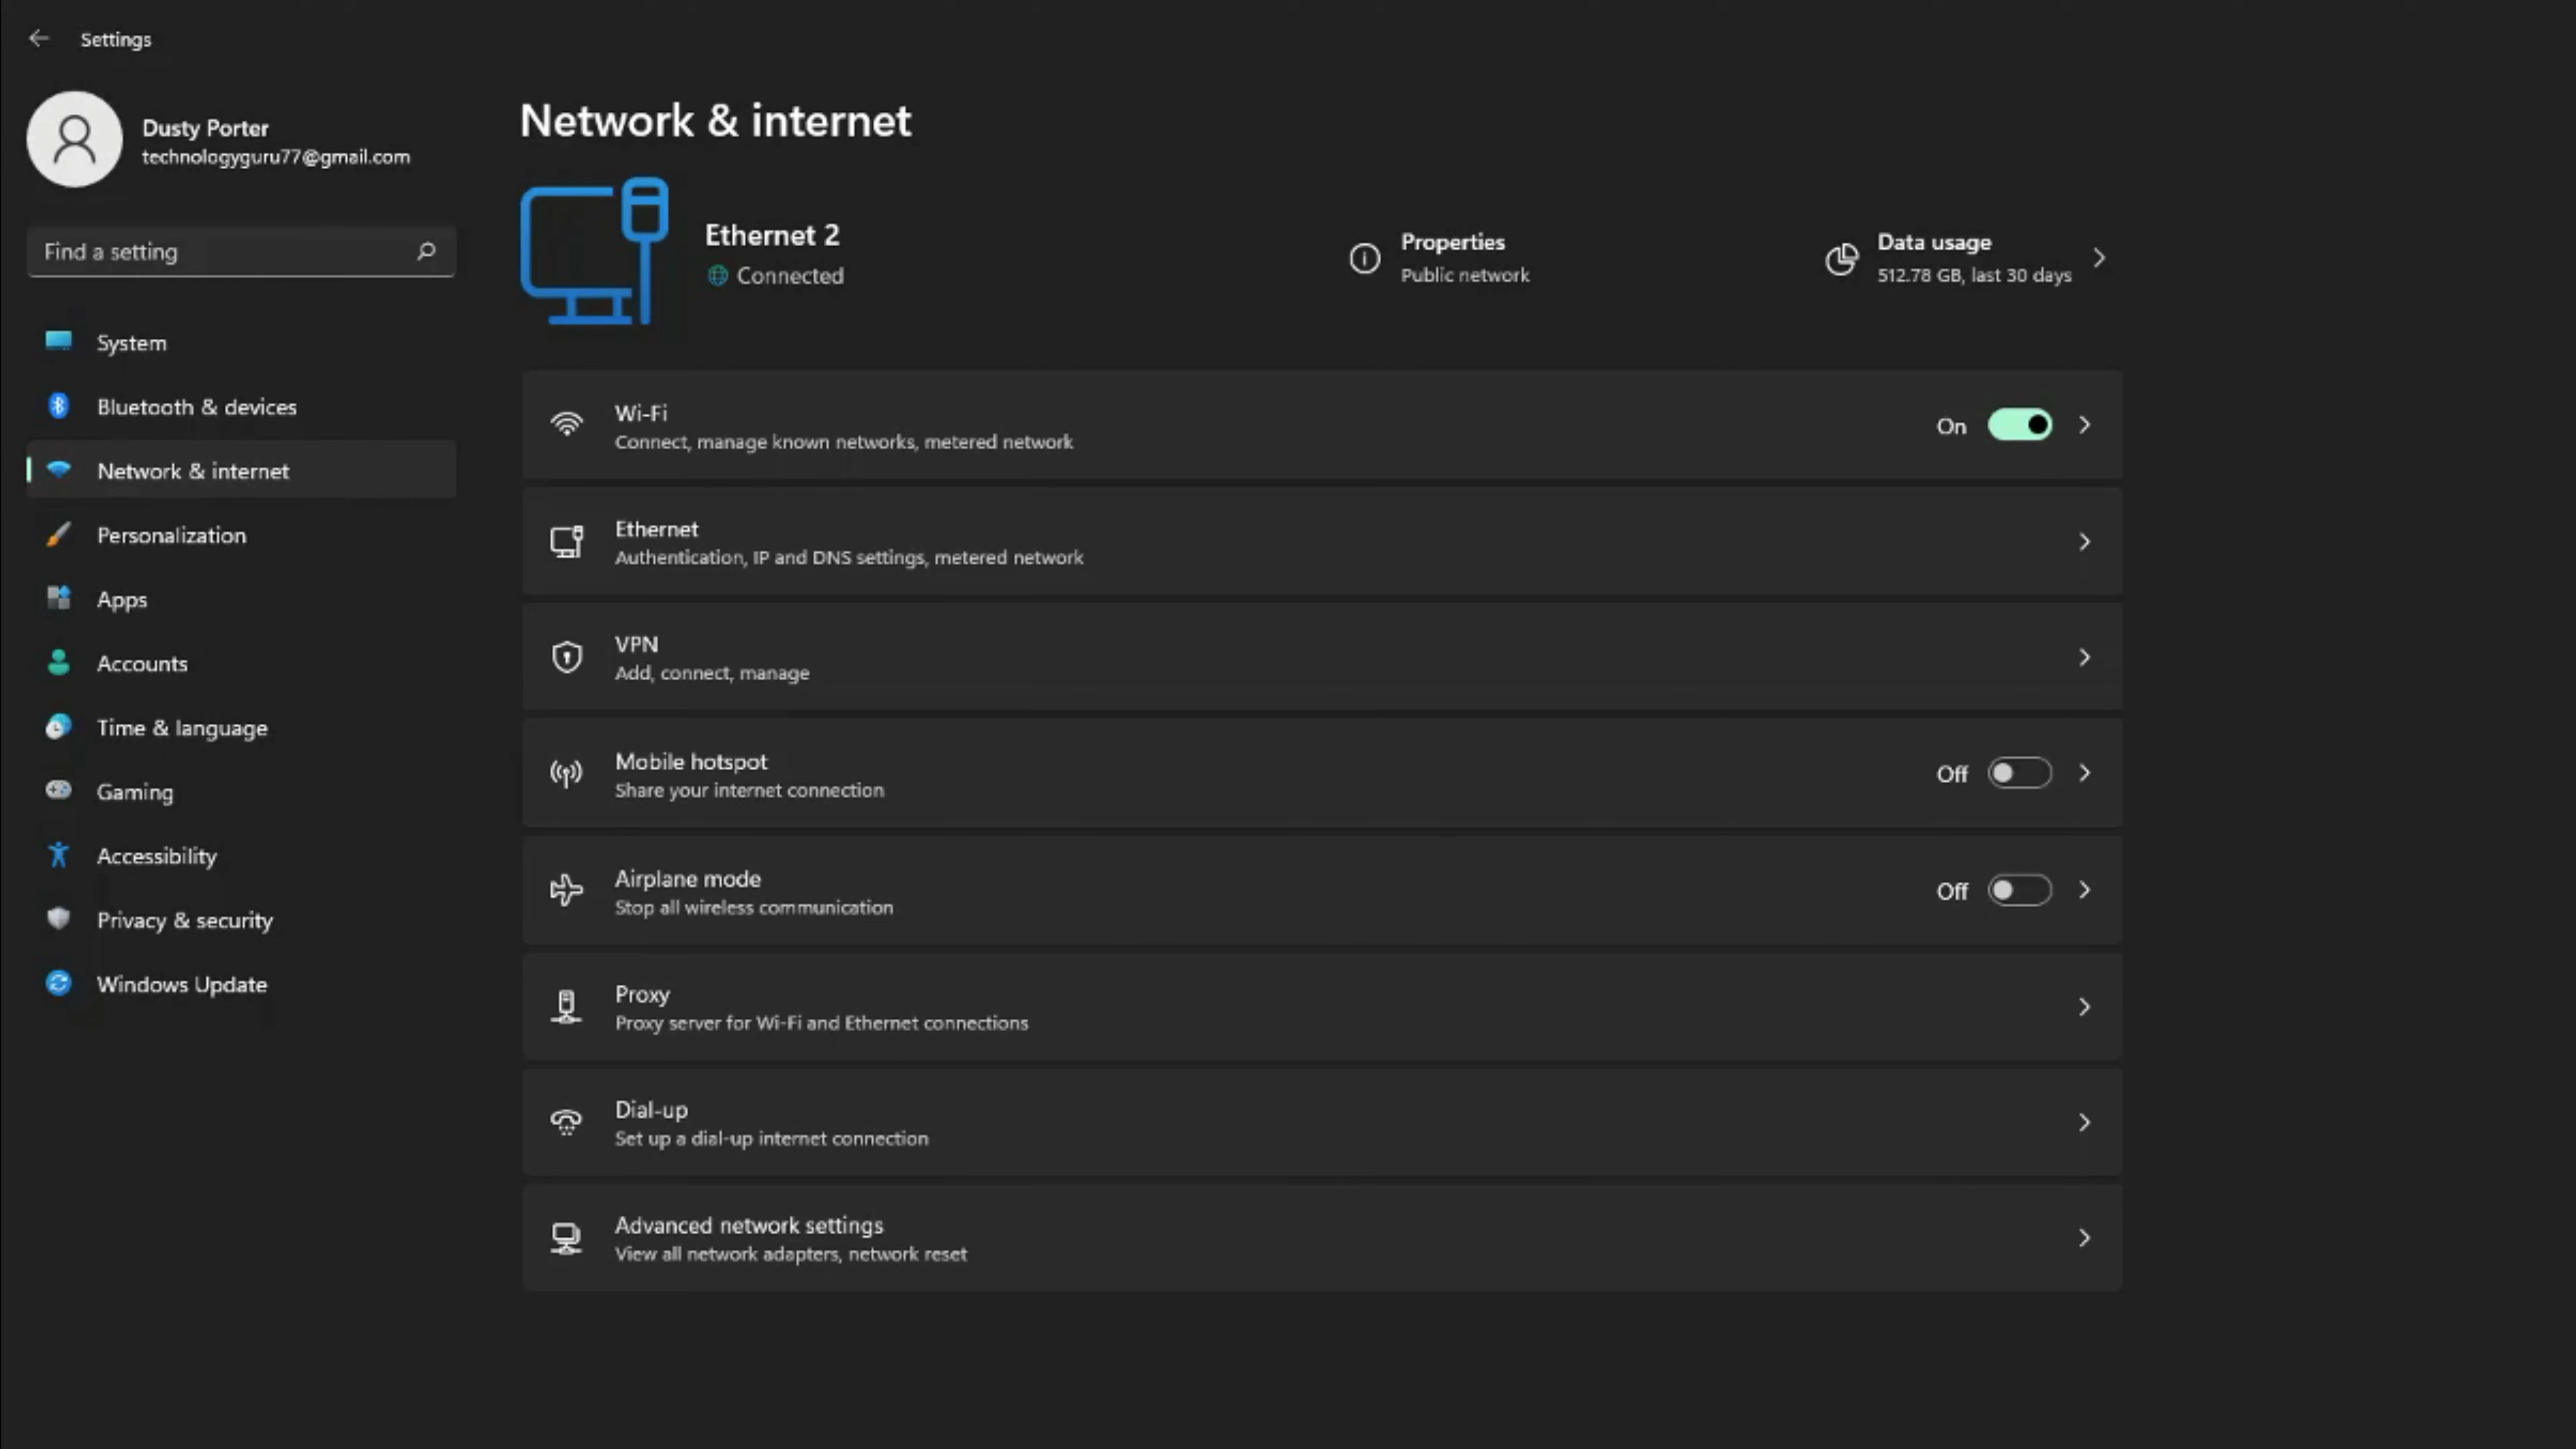 Settings
Dusty Porter
technologyguru77@gmail.com
Find a setting
System
Bluetooth & devices
Network & internet
Personalization
Apps
Accounts
Time & language
Gaming
Accessibility
Privacy & security
Windows Update
Network & internet
Ethernet 2
Connected
Properties
Public network
Data usage
512.78 GB, last 30 days
Wi-Fi
Connect, manage known networks, metered network
On
Ethernet
Authentication, IP and DNS settings, metered network
VPN
Add, connect, manage
Mobile hotspot
Share your internet connection
Off
Airplane mode
Stop all wireless communication
Off
Proxy
Proxy server for Wi-Fi and Ethernet connections
Dial-up
Set up a dial-up internet connection
Advanced network settings
View all network adapters, network reset